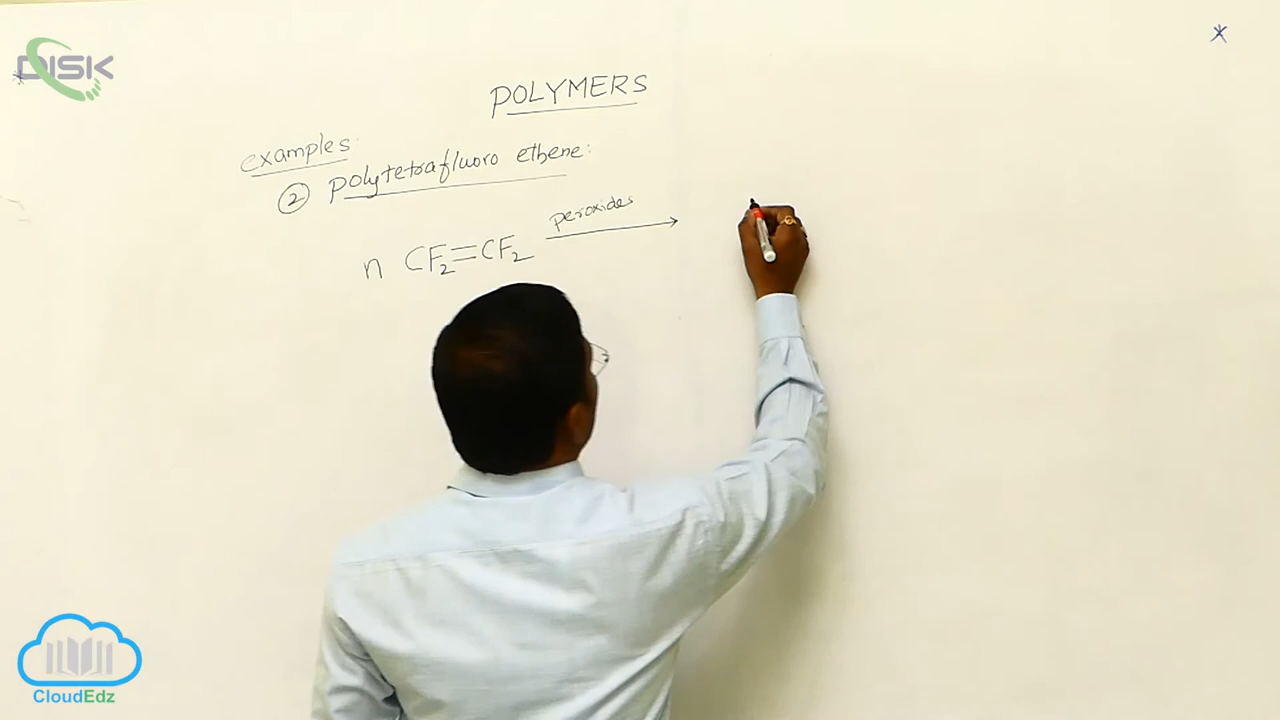 DISK
POLYMERS
examples:
② polytetrafluoro ethene:
n CF₂=CF₂ peroxides →
CloudEdz